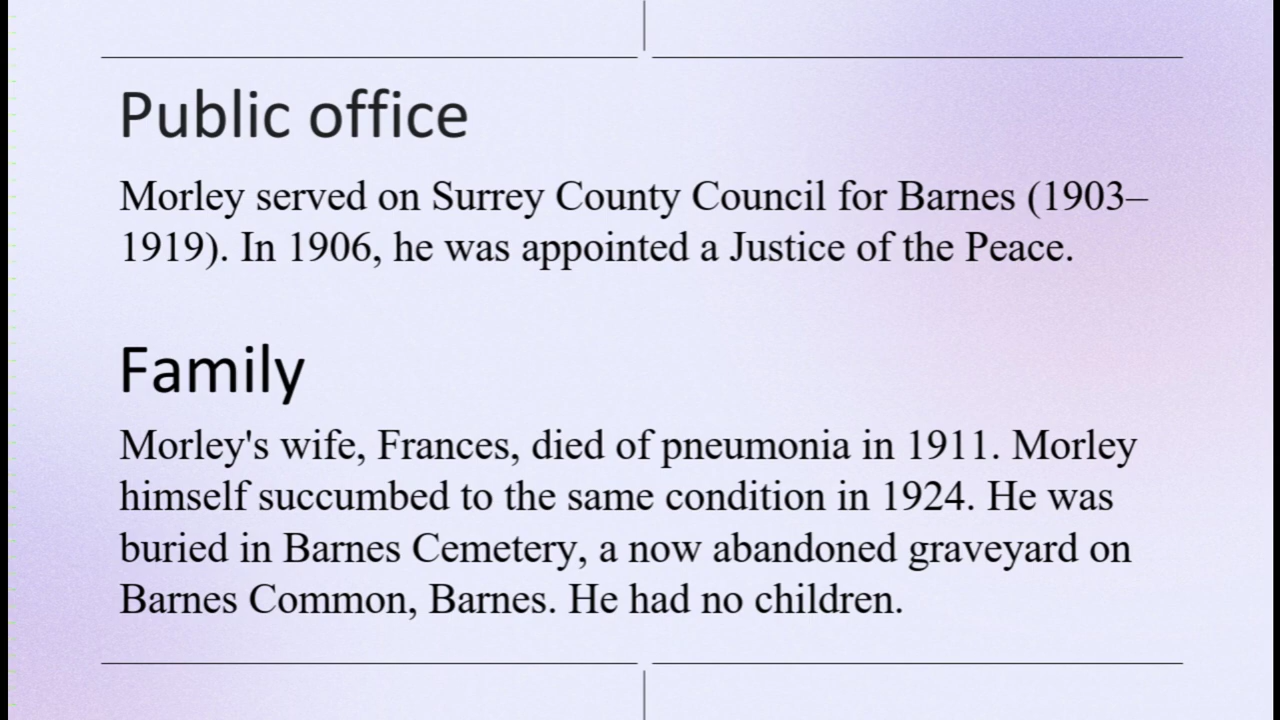 Public office
Morley served on Surrey County Council for Barnes (1903–
1919). In 1906, he was appointed a Justice of the Peace.
Family
Morley's wife, Frances, died of pneumonia in 1911. Morley
himself succumbed to the same condition in 1924. He was
buried in Barnes Cemetery, a now abandoned graveyard on
Barnes Common, Barnes. He had no children.